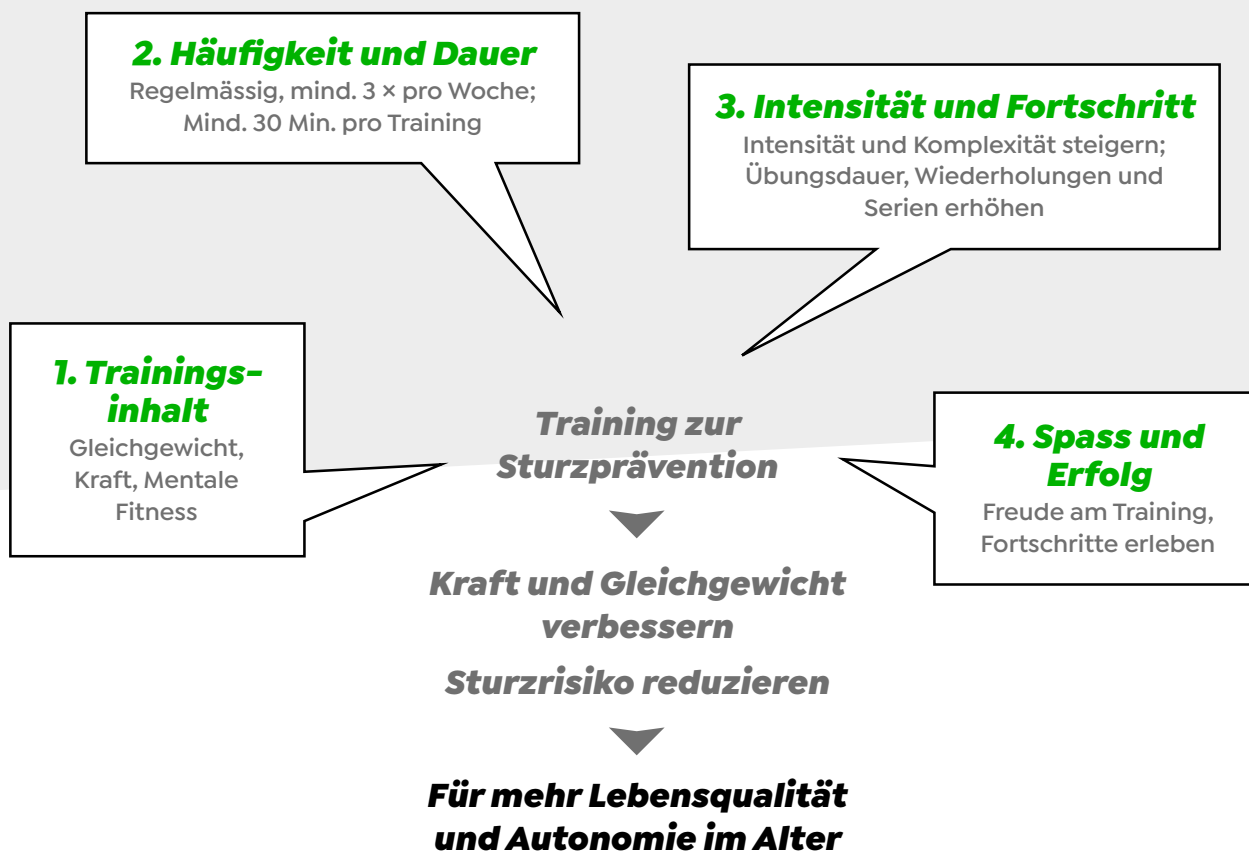 2. Häufigkeit und Dauer
Regelmässig, mind. 3 × pro Woche;
Mind. 30 Min. pro Training
3. Intensität und Fortschritt
Intensität und Komplexität steigern;
Übungsdauer, Wiederholungen und
Serien erhöhen
1. Trainings-
inhalt
Gleichgewicht,
Kraft, Mentale
Fitness
Training zur
Sturzprävention
4. Spass und
Erfolg
Freude am Training,
Fortschritte erleben
Kraft und Gleichgewicht
verbessern
Sturzrisiko reduzieren
Für mehr Lebensqualität
und Autonomie im Alter